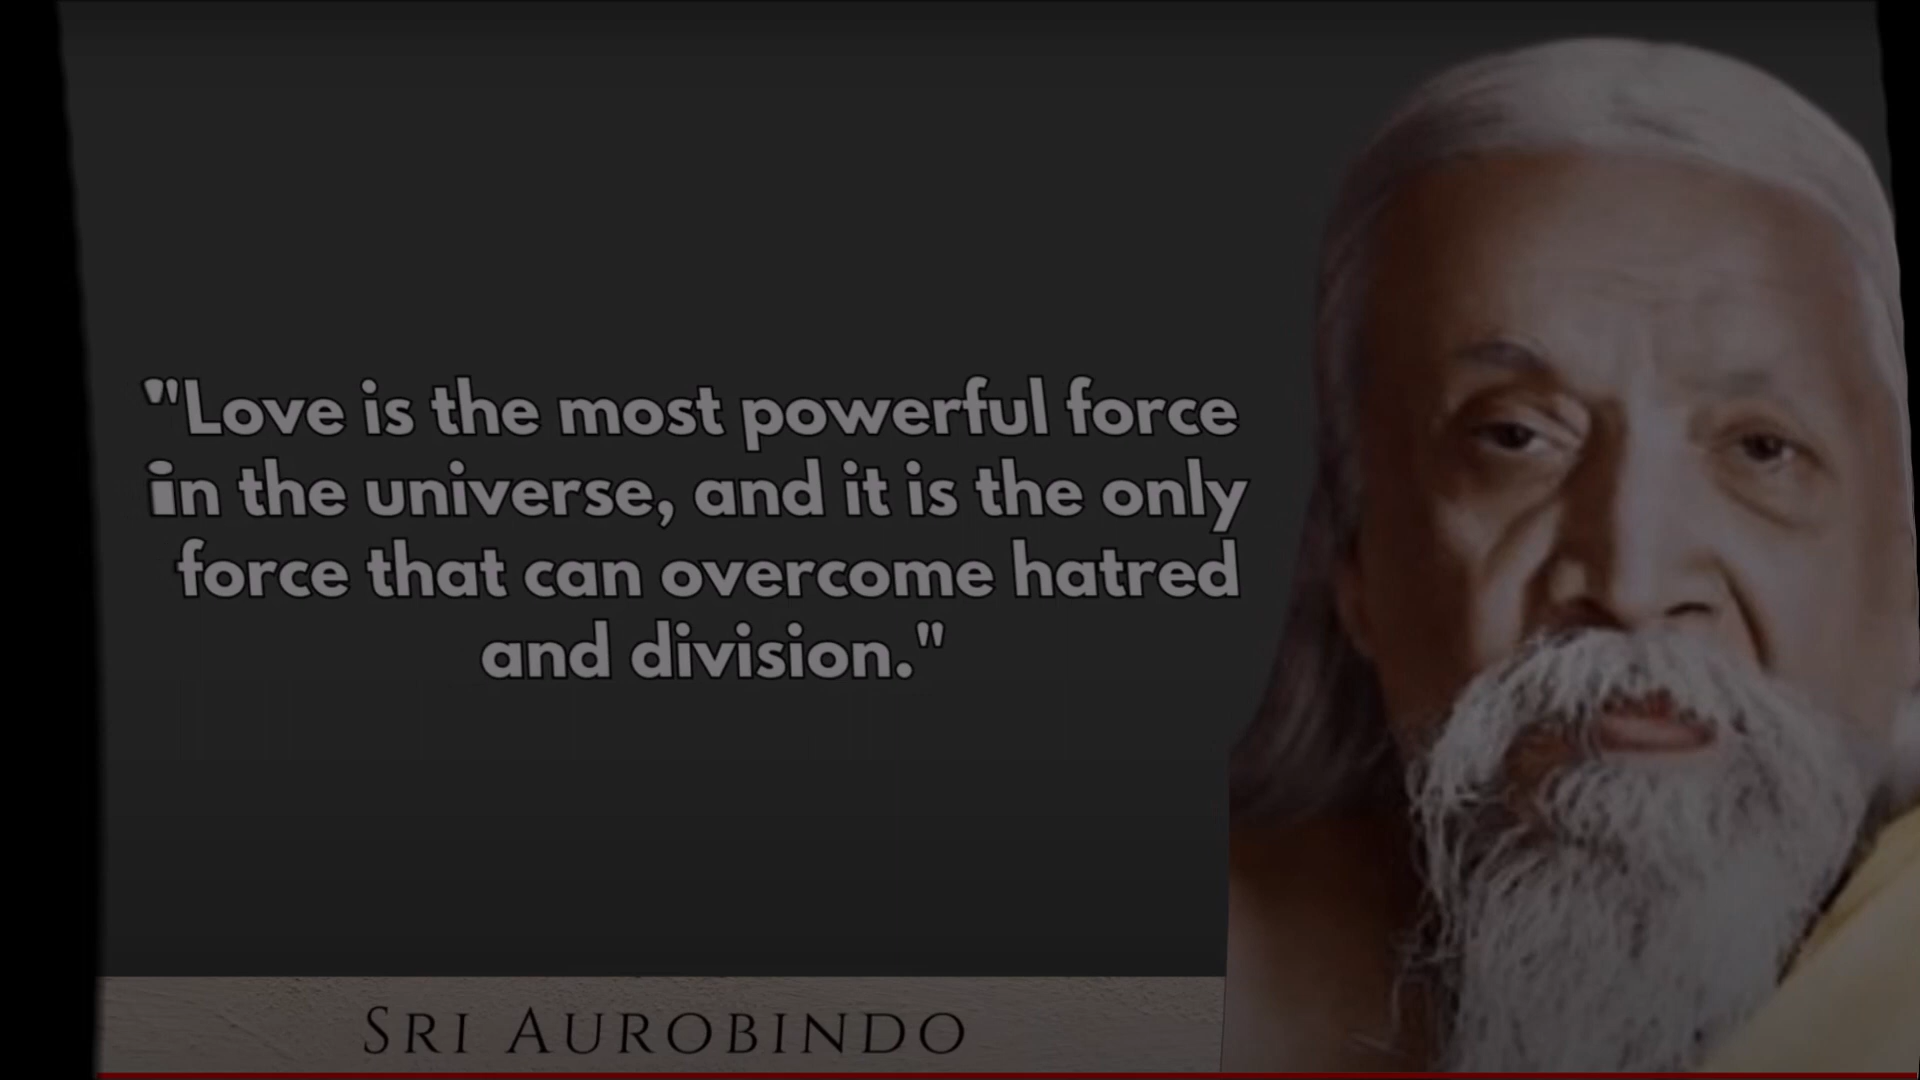 "Love is the most powerful force
in the universe, and it is the only
force that can overcome hatred
and division."
SRI AUROBINDO